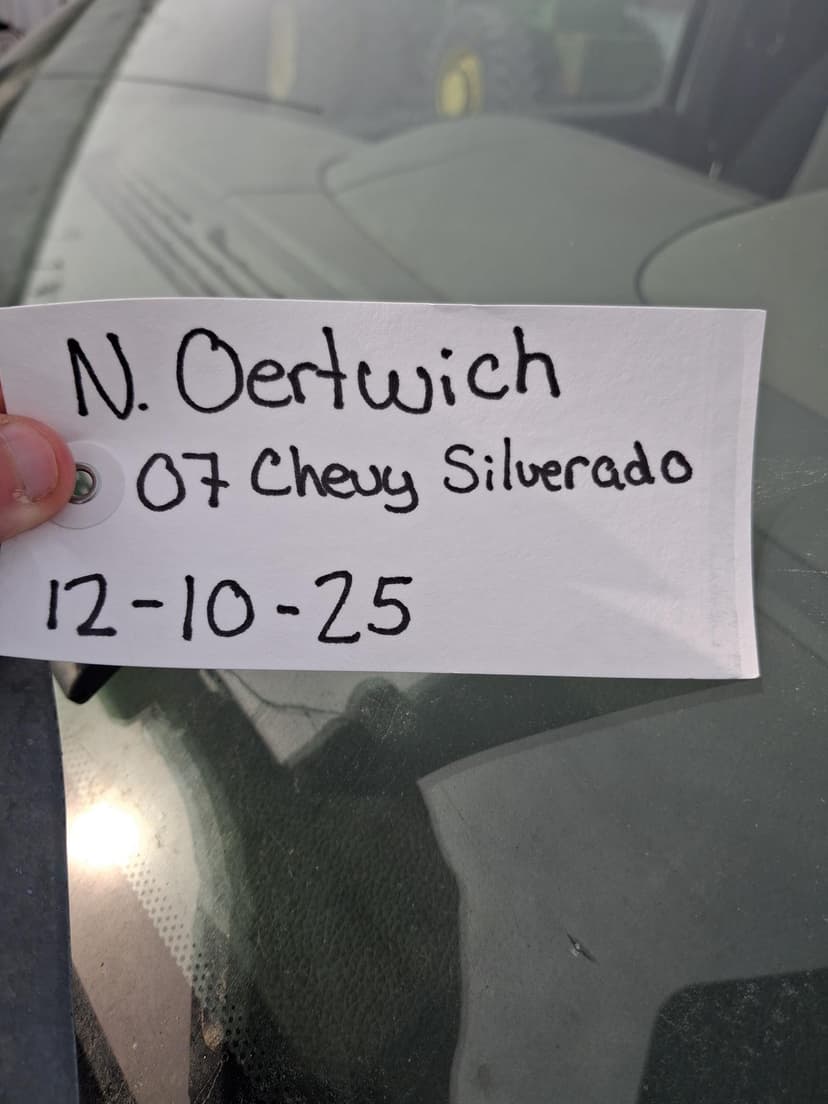 N. Oertwich
07 Chevy Silverado
12-10-25